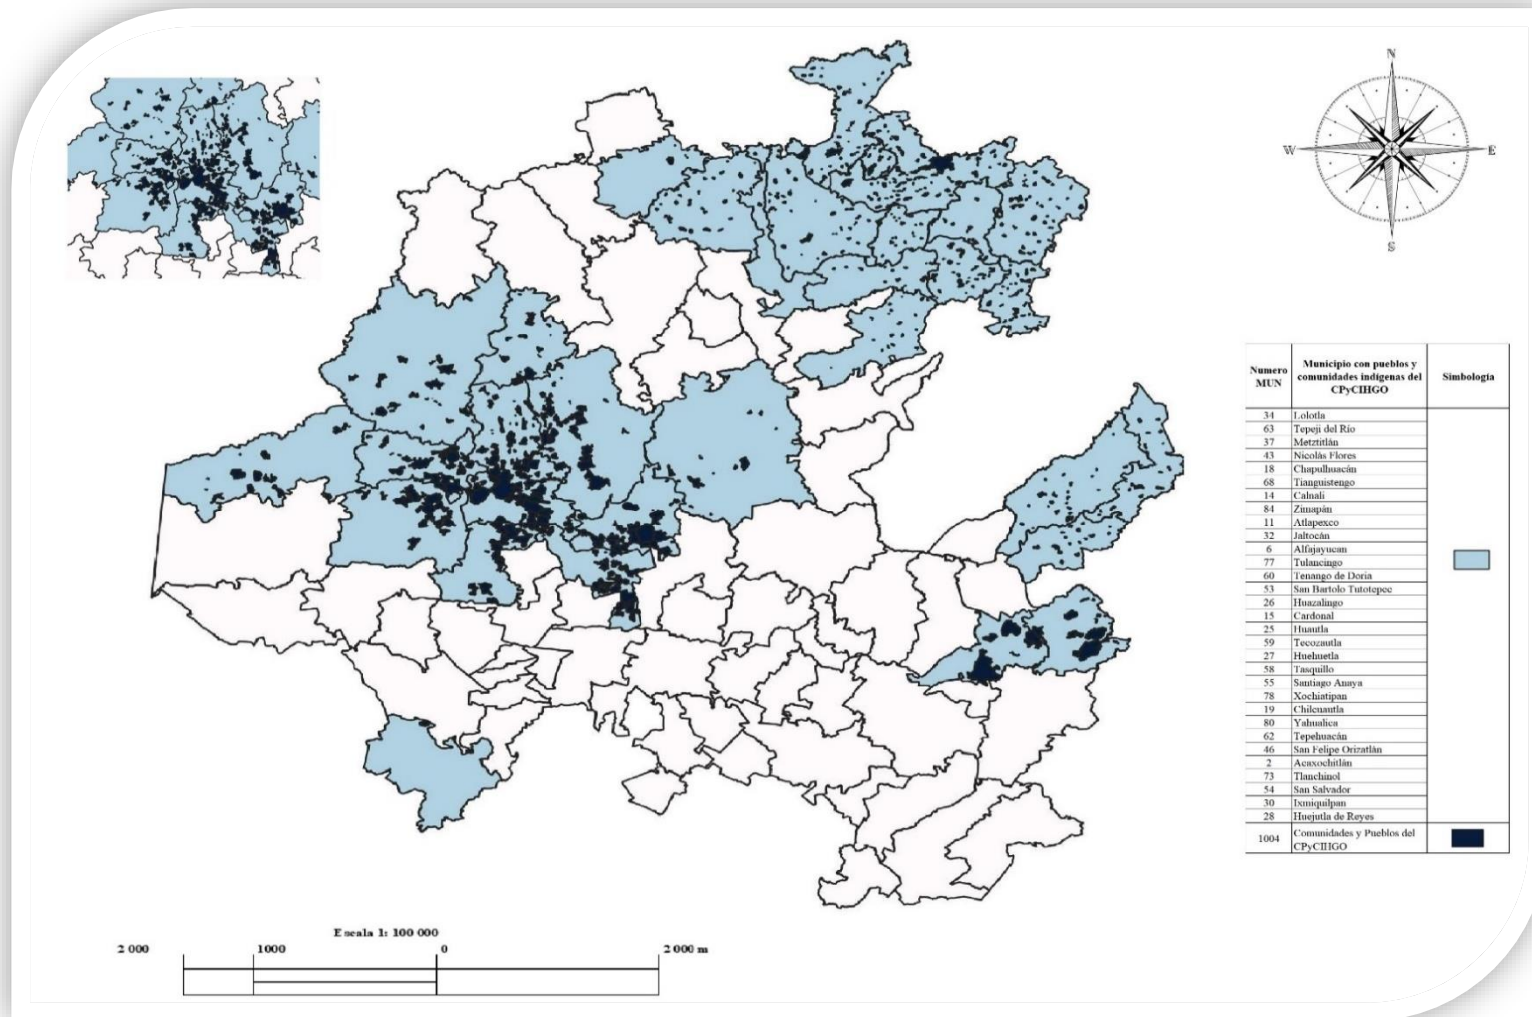 N
W
E
S
Numero MUN
Municipio con pueblos y comunidades indígenas del CPyCIHGO
Simbología
34 Lolotla
63 Tepeji del Río
37 Metztitlán
43 Nicolás Flores
18 Chapulhuacán
68 Tianguistengo
14 Calnali
84 Zimapán
11 Atlapexco
32 Jaltocán
6 Alfajayucan
77 Tulancingo
60 Tenango de Doria
53 San Bartolo Tutotepec
26 Huazalingo
15 Cardonal
25 Huautla
59 Tecozautla
27 Huehuetla
58 Tasquillo
55 Santiago Anaya
78 Xochiatipan
19 Chilcuautla
80 Yahualica
62 Tepehuacán
46 San Felipe Orizatlán
2 Acaxochitlán
73 Tlanchinol
54 San Salvador
30 Ixmiquilpan
28 Huejutla de Reyes
1004 Comunidades y Pueblos del CPyCIHGO
Escala 1: 100 000
2 000 1000 0 2 000 m